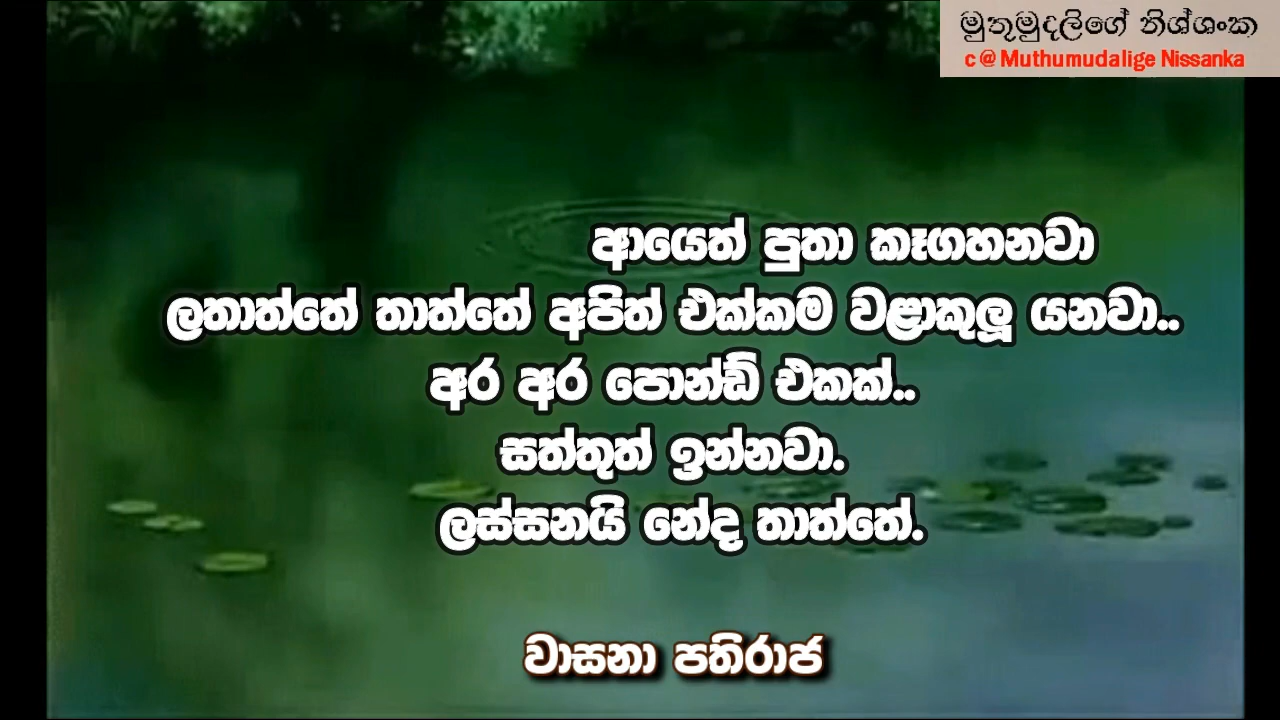 මුතුමුදලිගේ නිශ්ශංක
c@Muthumudalige Nissanka
ආයෙත් පුතා කෑගහනවා
ලතාත්තේ තාත්තේ අපිත් එක්කම වළාකුලූ යනවා..
අර අර පොන්ඩ් එකක්..
සත්තුත් ඉන්නවා.
ලස්සනයි නේද තාත්තේ.
වාසනා පතිරාජ